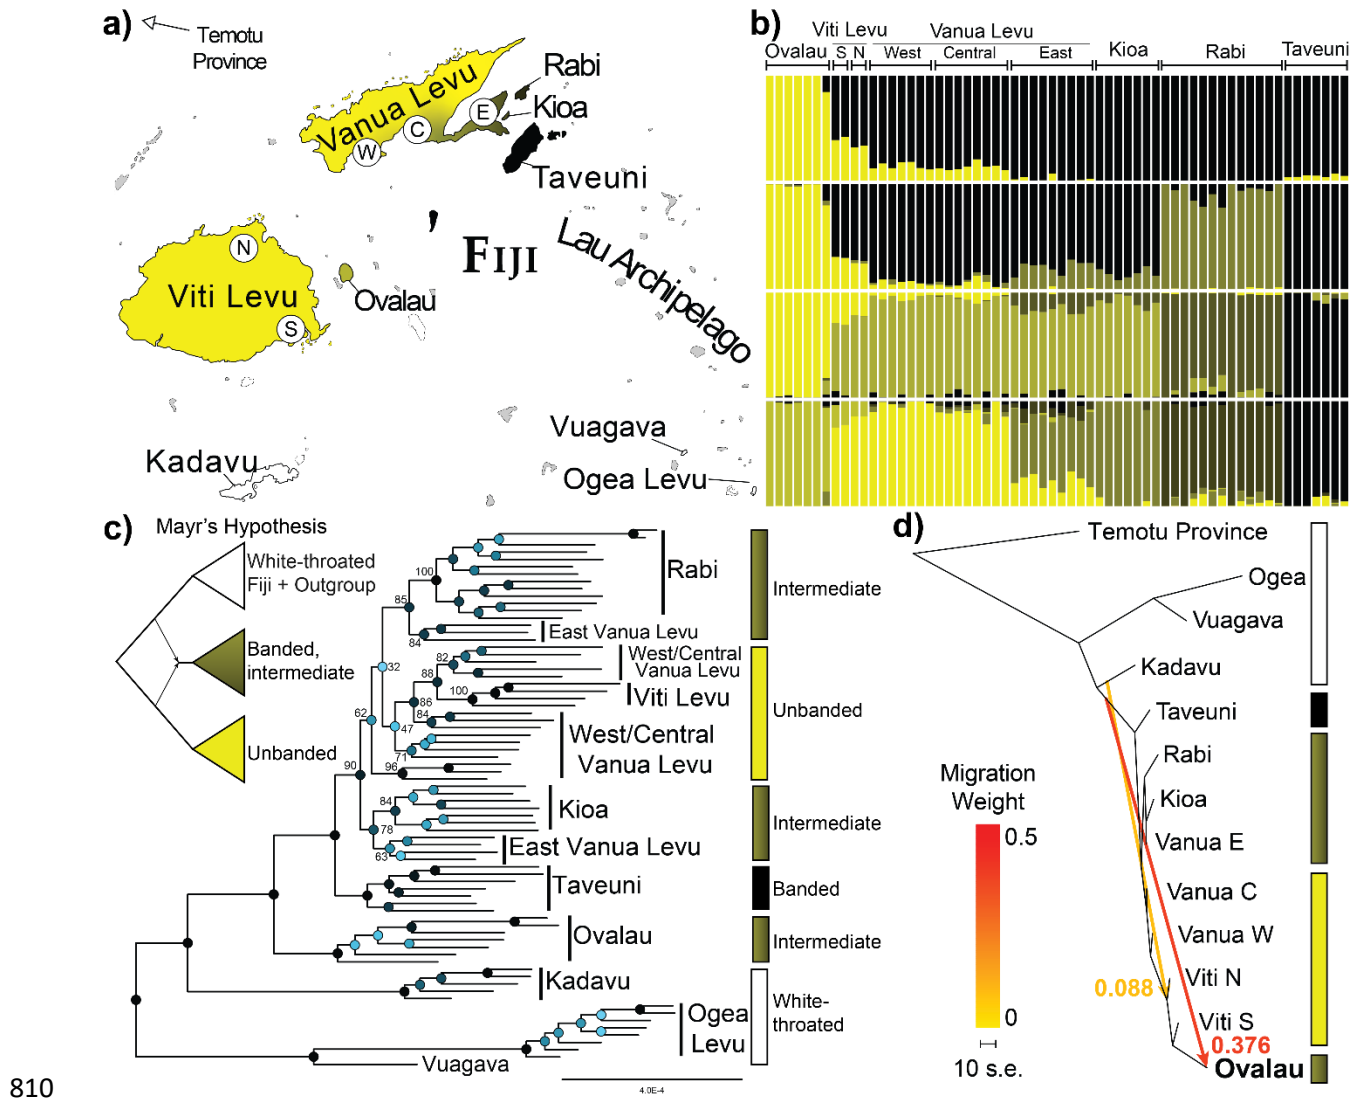 a)
Temotu
Province
Vanua Levu
Rabi
Kioa
E
C
W
Taveuni
FIJI
Lau Archipelago
N
Viti Levu
Ovalau
S
Kadavu
Vuagava
Ogea Levu
b)
Viti Levu
Vanua Levu
Ovalau
S N
West
Central
East
Kioa
Rabi
Taveuni
c)
Mayr's Hypothesis
White-throated
Fiji + Outgroup
Banded,
intermediate
Unbanded
100
85
84
32
82
88
100
86
84
47
71
62
96
90
84
78
63
Rabi
East Vanua Levu
West/Central
Vanua Levu
Viti Levu
West/Central
Vanua Levu
Kioa
East Vanua Levu
Taveuni
Ovalau
Kadavu
Ogea
Levu
Vuagava
4.0E-4
Intermediate
Unbanded
Intermediate
Banded
Intermediate
White-
throated
d)
Temotu Province
Ogea
Vuagava
Kadavu
Taveuni
Rabi
Kioa
Vanua E
Vanua C
Vanua W
Viti N
Viti S
Ovalau
0.088
0.376
Migration
Weight
0.5
0
10 s.e.
810